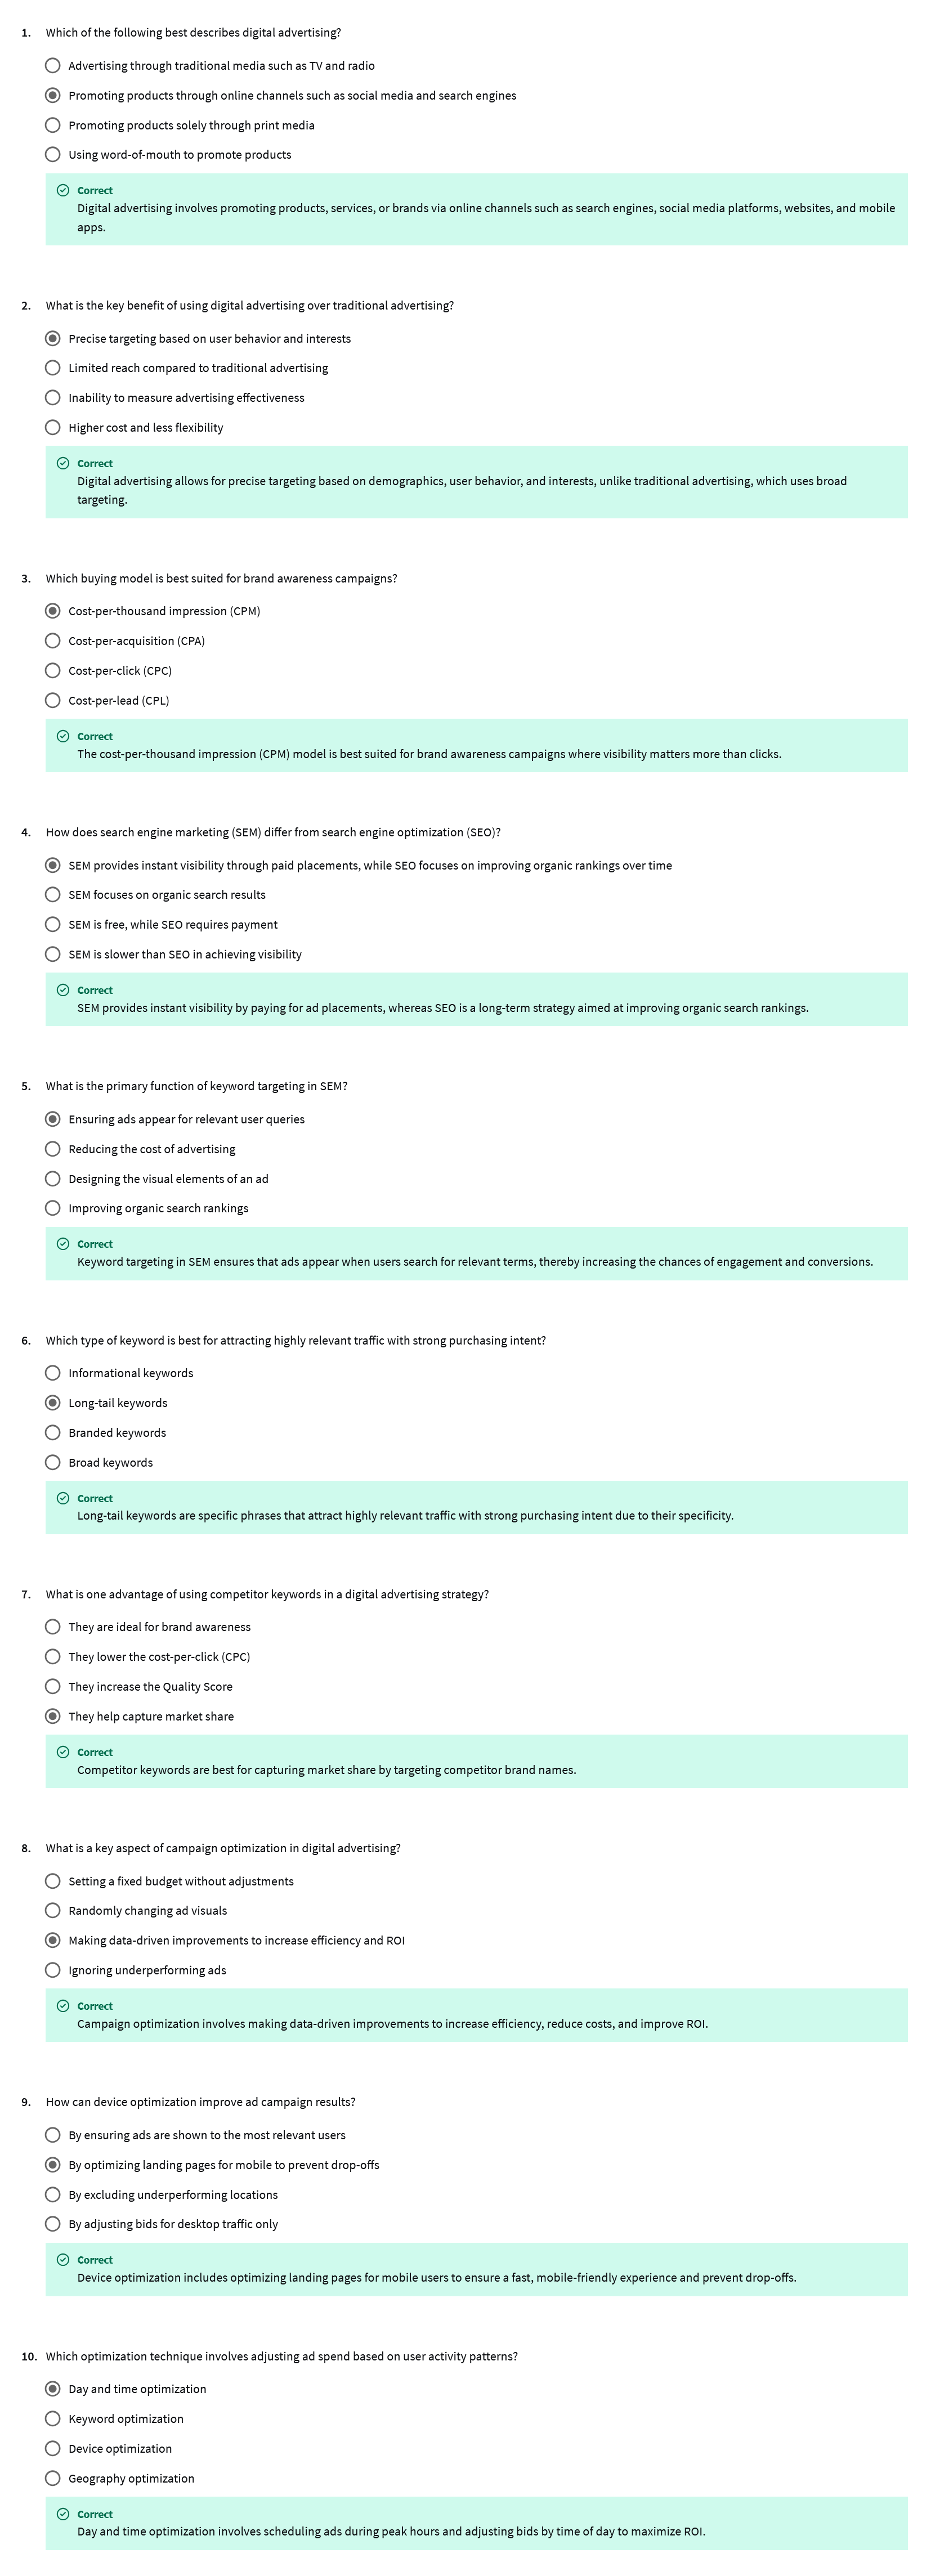 1. Which of the following best describes digital advertising?
Advertising through traditional media such as TV and radio
Promoting products through online channels such as social media and search engines
Promoting products solely through print media
Using word-of-mouth to promote products
Correct
Digital advertising involves promoting products, services, or brands via online channels such as search engines, social media platforms, websites, and mobile
apps.
2. What is the key benefit of using digital advertising over traditional advertising?
Precise targeting based on user behavior and interests
Limited reach compared to traditional advertising
Inability to measure advertising effectiveness
Higher cost and less flexibility
Correct
Digital advertising allows for precise targeting based on demographics, user behavior, and interests, unlike traditional advertising, which uses broad
targeting.
3. Which buying model is best suited for brand awareness campaigns?
Cost-per-thousand impression (CPM)
Cost-per-acquisition (CPA)
Cost-per-click (CPC)
Cost-per-lead (CPL)
Correct
The cost-per-thousand impression (CPM) model is best suited for brand awareness campaigns where visibility matters more than clicks.
4. How does search engine marketing (SEM) differ from search engine optimization (SEO)?
SEM provides instant visibility through paid placements, while SEO focuses on improving organic rankings over time
SEM focuses on organic search results
SEM is free, while SEO requires payment
SEM is slower than SEO in achieving visibility
Correct
SEM provides instant visibility by paying for ad placements, whereas SEO is a long-term strategy aimed at improving organic search rankings.
5. What is the primary function of keyword targeting in SEM?
Ensuring ads appear for relevant user queries
Reducing the cost of advertising
Designing the visual elements of an ad
Improving organic search rankings
Correct
Keyword targeting in SEM ensures that ads appear when users search for relevant terms, thereby increasing the chances of engagement and conversions.
6. Which type of keyword is best for attracting highly relevant traffic with strong purchasing intent?
Informational keywords
Long-tail keywords
Branded keywords
Broad keywords
Correct
Long-tail keywords are specific phrases that attract highly relevant traffic with strong purchasing intent due to their specificity.
7. What is one advantage of using competitor keywords in a digital advertising strategy?
They are ideal for brand awareness
They lower the cost-per-click (CPC)
They increase the Quality Score
They help capture market share
Correct
Competitor keywords are best for capturing market share by targeting competitor brand names.
8. What is a key aspect of campaign optimization in digital advertising?
Setting a fixed budget without adjustments
Randomly changing ad visuals
Making data-driven improvements to increase efficiency and ROI
Ignoring underperforming ads
Correct
Campaign optimization involves making data-driven improvements to increase efficiency, reduce costs, and improve ROI.
9. How can device optimization improve ad campaign results?
By ensuring ads are shown to the most relevant users
By optimizing landing pages for mobile to prevent drop-offs
By excluding underperforming locations
By adjusting bids for desktop traffic only
Correct
Device optimization includes optimizing landing pages for mobile users to ensure a fast, mobile-friendly experience and prevent drop-offs.
10. Which optimization technique involves adjusting ad spend based on user activity patterns?
Day and time optimization
Keyword optimization
Device optimization
Geography optimization
Correct
Day and time optimization involves scheduling ads during peak hours and adjusting bids by time of day to maximize ROI.